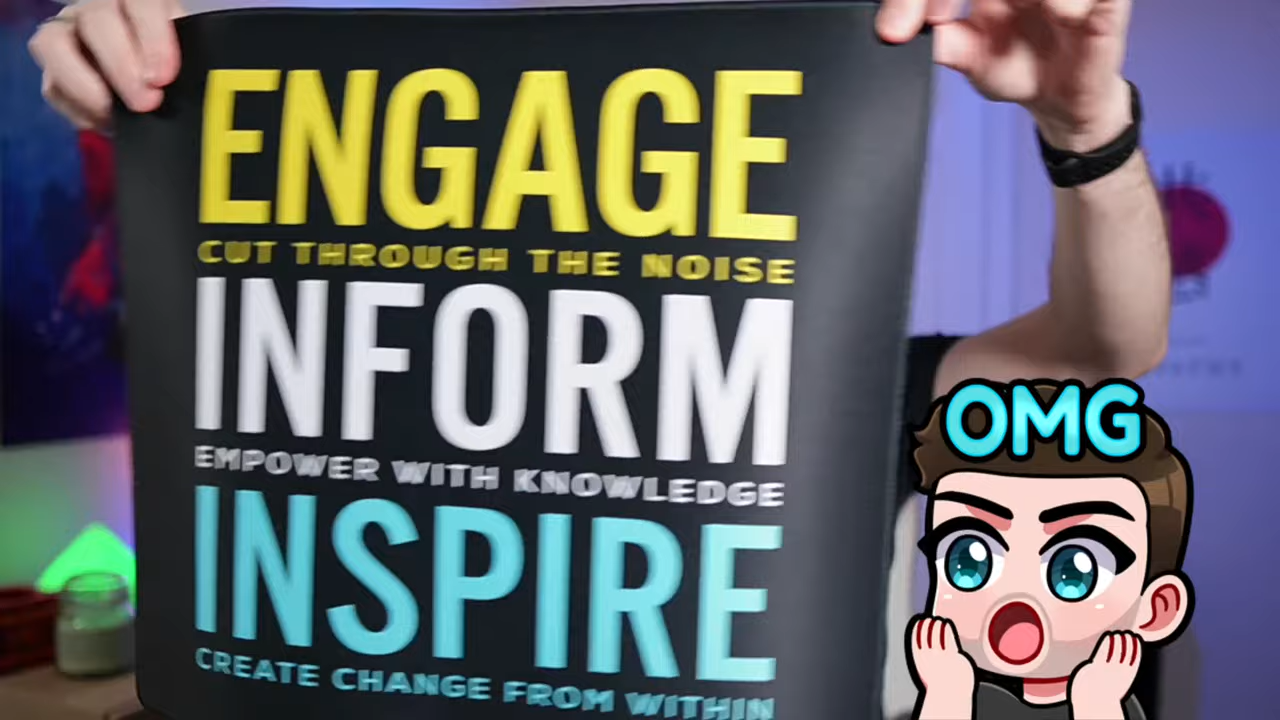 ENGAGE
CUT THROUGH THE NOISE
INFORM
EMPOWER WITH KNOWLEDGE
INSPIRE
CREATE CHANGE FROM WITHIN
OMG